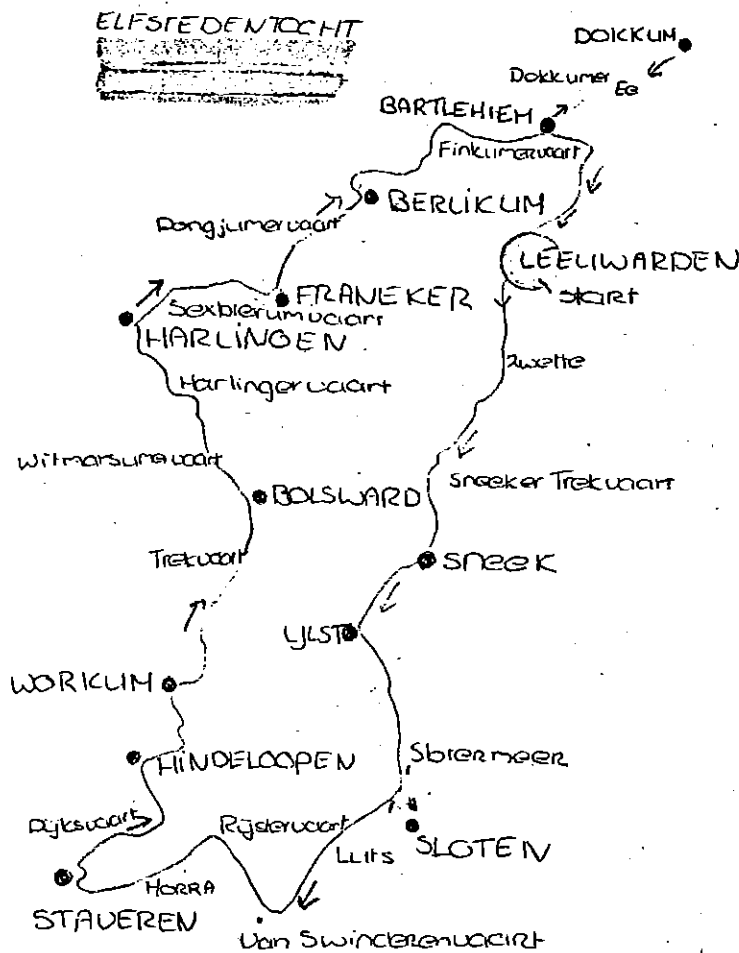 ELFSTEDENTOCHT
DOKKUM
Dokkumer Ee
BARTLEHIEM
Finkumervaart
BERLIKUM
Dongjumervaart
LEEUWARDEN
start
FRANEKER
Sexbierumvaart
HARLINGEN
Zwette
Harlingervaart
Witmarsumvaart
BOLSWARD
Sneeker Trekvaart
Trekvaart
SNEEK
IJLST
WORKUM
HINDELOOPEN
Slotermeer
Dijksvaart
Rijstervaart
SLOTEN
Luts
HORRA
STAVEREN
Van Swinderenvaart